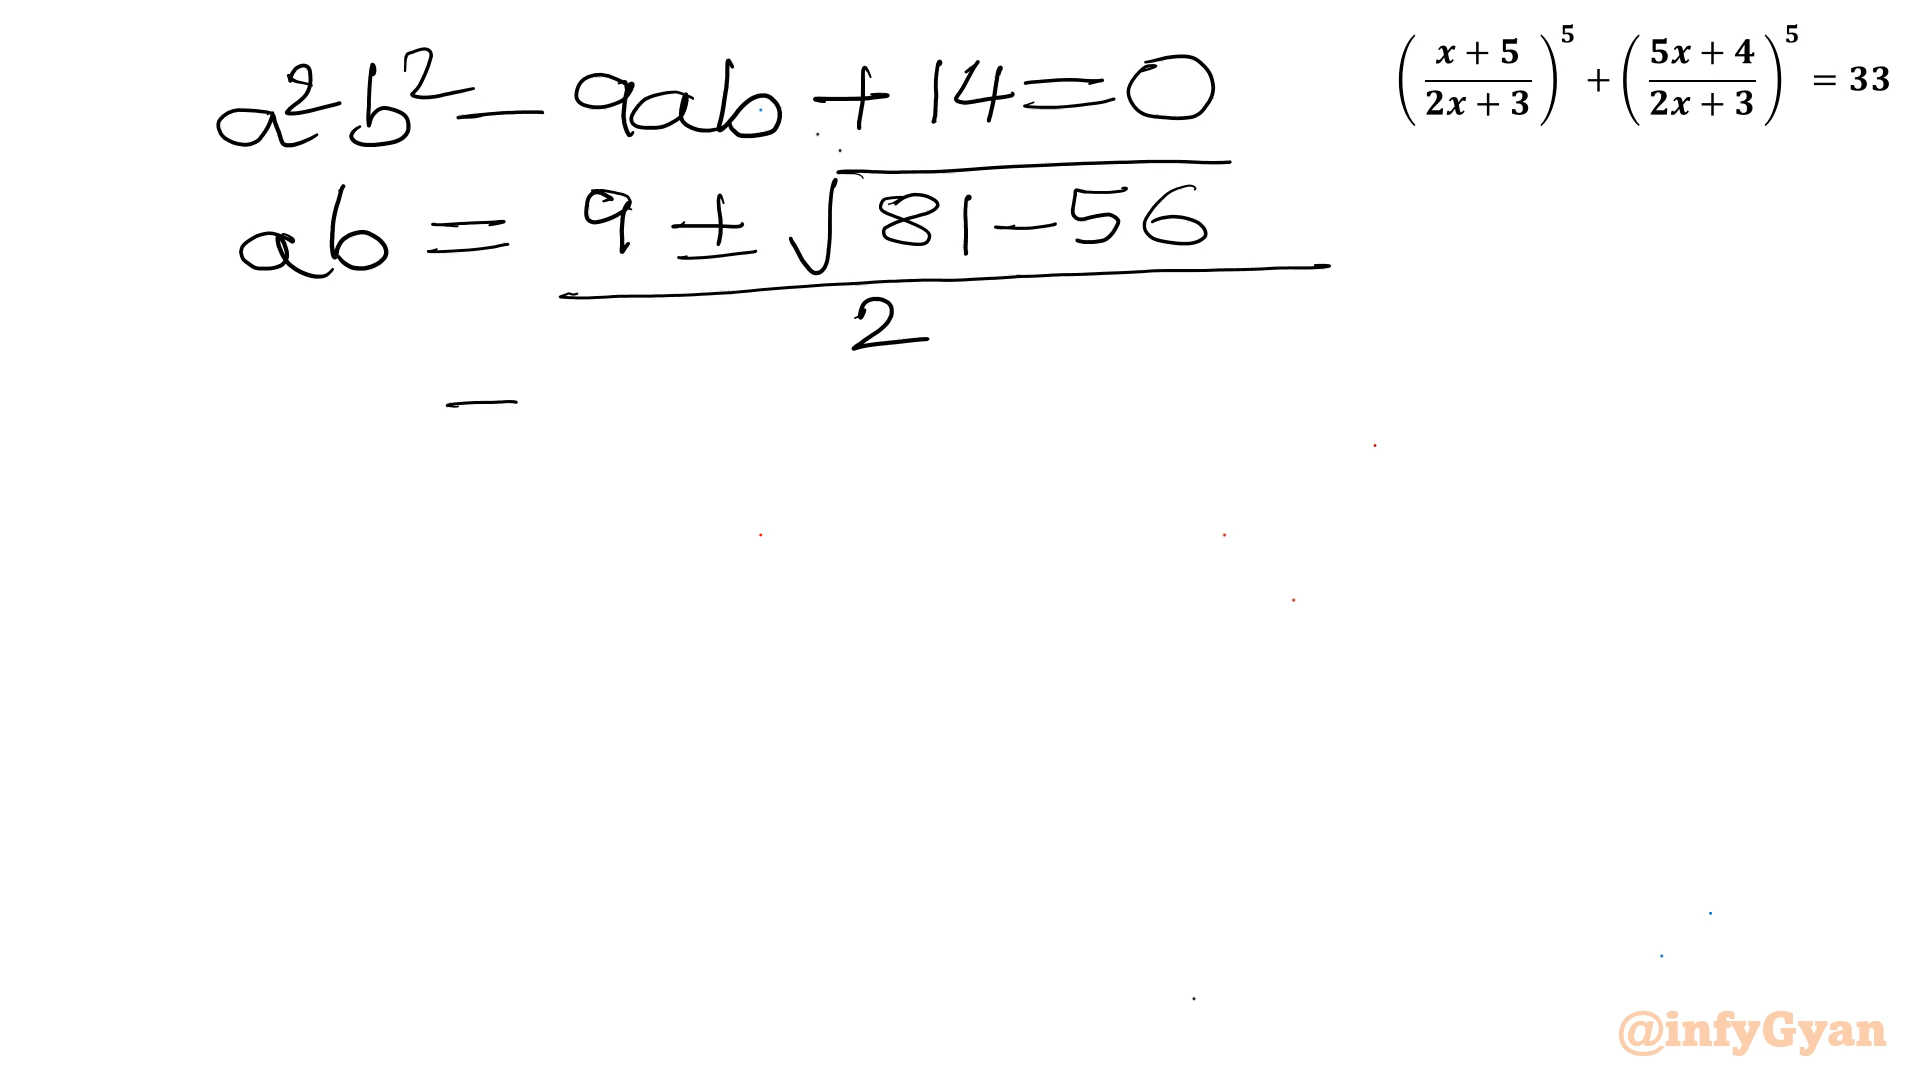 a²b² - 9ab + 14 = 0
(x + 5 / 2x + 3)⁵ + (5x + 4 / 2x + 3)⁵ = 33
ab = 9 ± √81 - 56 / 2
-
@infyGyan